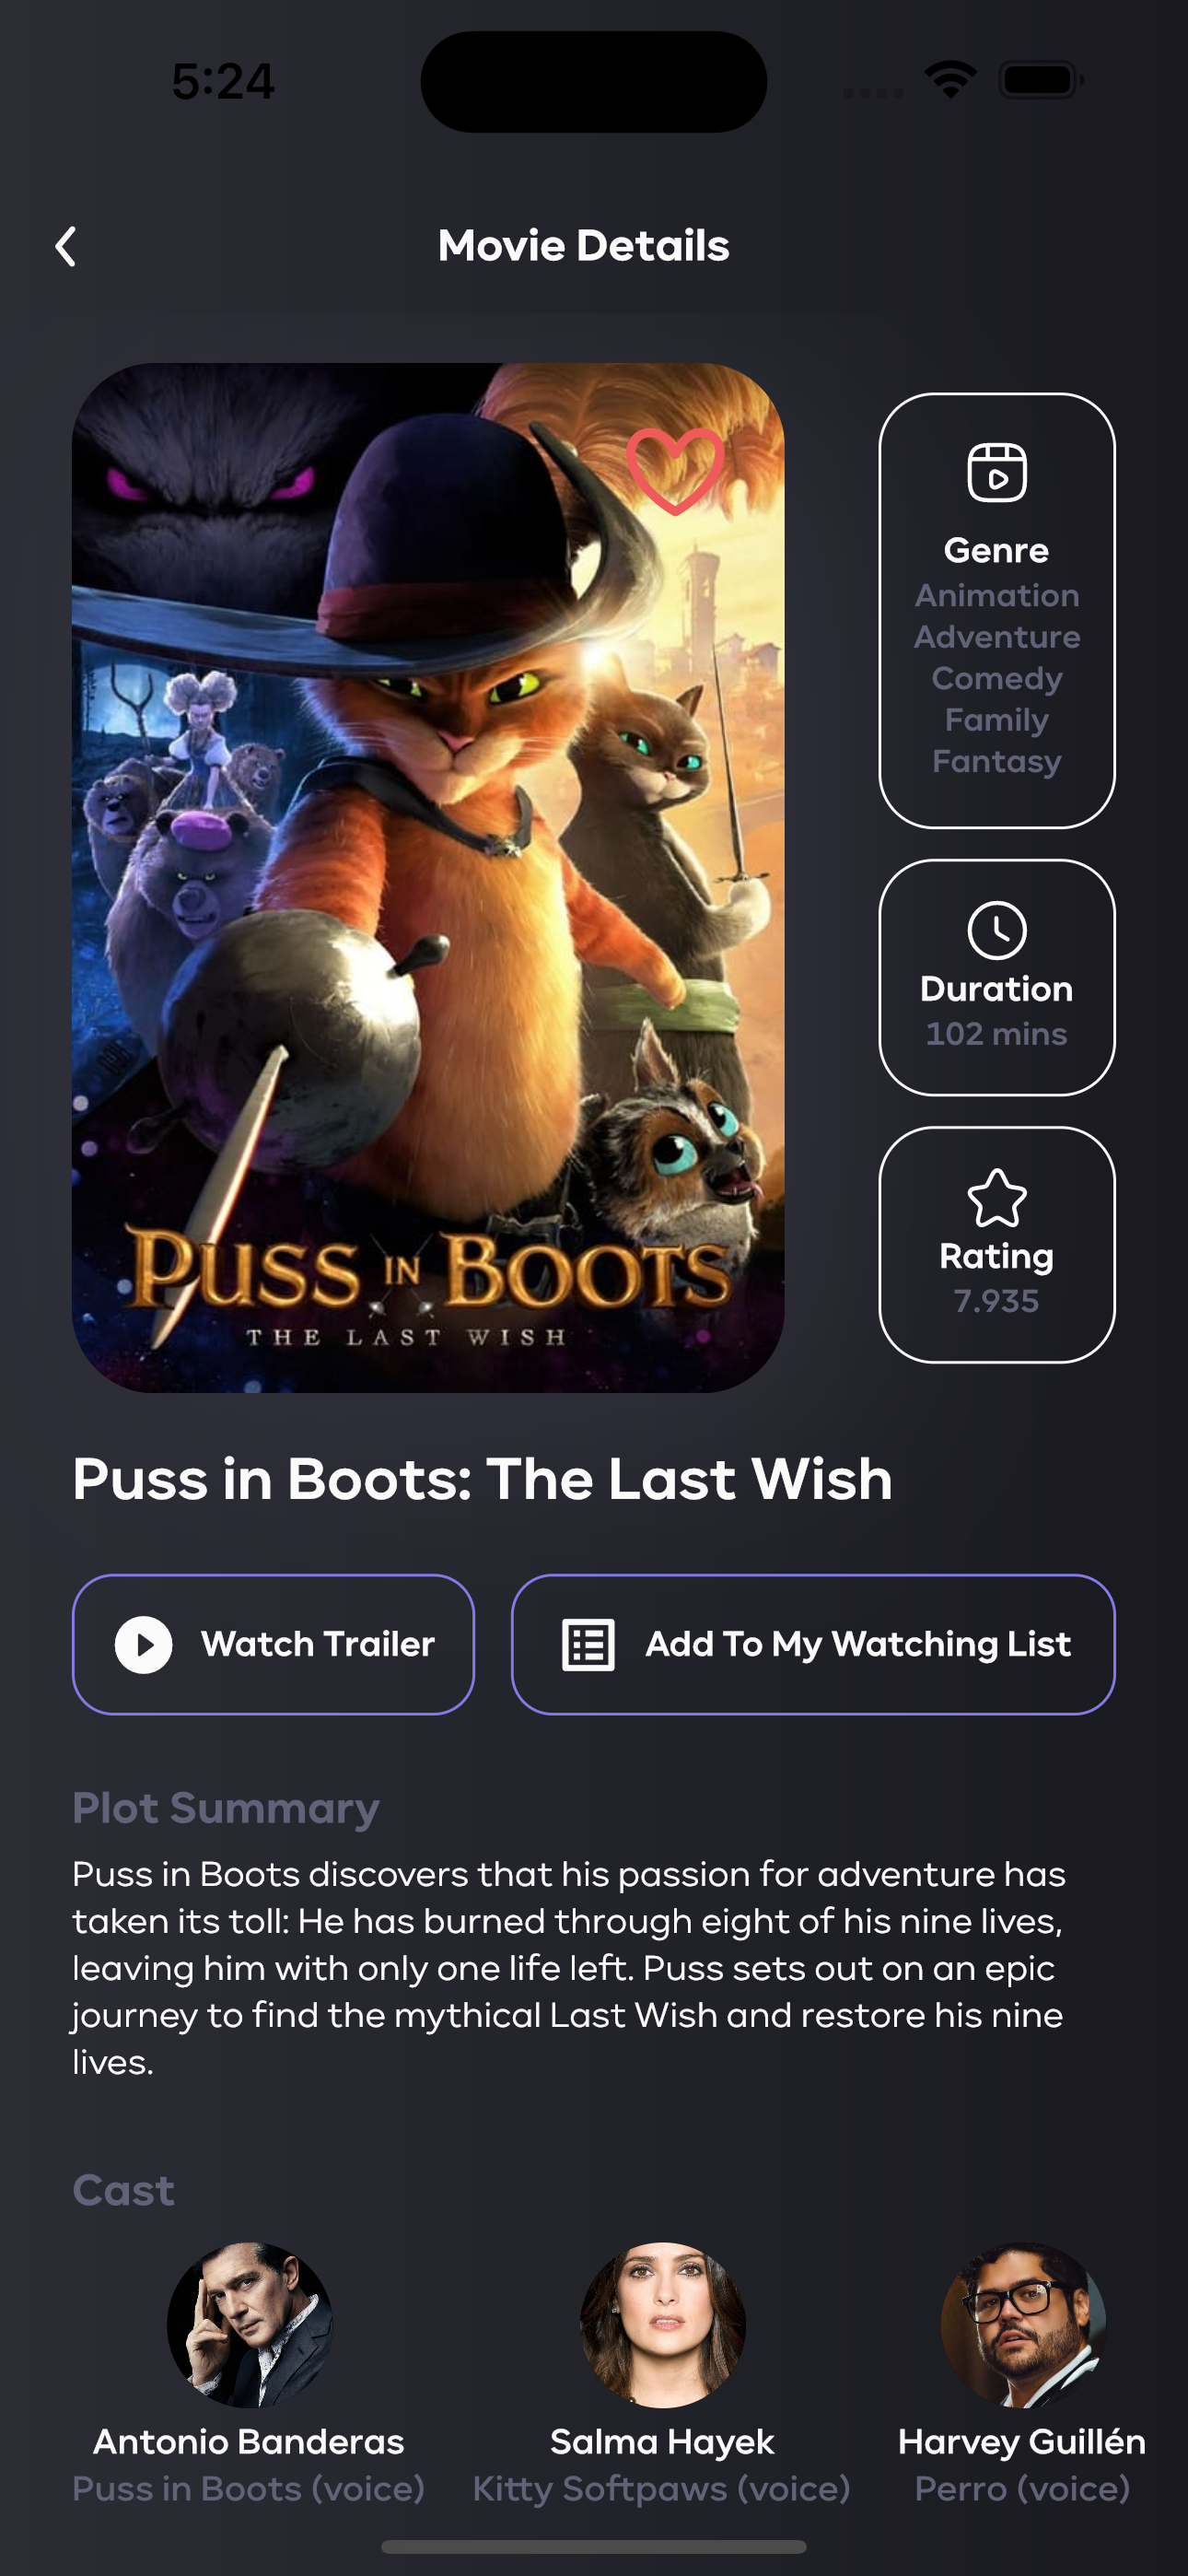 5:24
Movie Details
PUSS IN BOOTS
THE LAST WISH
Genre
Animation
Adventure
Comedy
Family
Fantasy
Duration
102 mins
Rating
7.935
Puss in Boots: The Last Wish
Watch Trailer
Add To My Watching List
Plot Summary
Puss in Boots discovers that his passion for adventure has
taken its toll: He has burned through eight of his nine lives,
leaving him with only one life left. Puss sets out on an epic
journey to find the mythical Last Wish and restore his nine
lives.
Cast
Antonio Banderas
Puss in Boots (voice)
Salma Hayek
Kitty Softpaws (voice)
Harvey Guillén
Perro (voice)